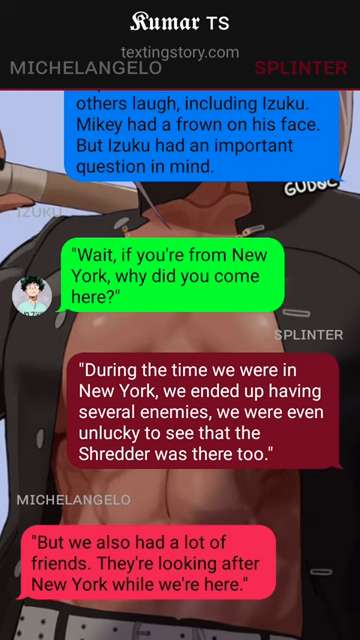 Kumar TS
textingstory.com
MICHELANGELO
SPLINTER
others laugh, including Izuku.
Mikey had a frown on his face.
But Izuku had an important
question in mind.
IZUKU
"Wait, if you're from New
York, why did you come
here?"
SPLINTER
"During the time we were in
New York, we ended up having
several enemies, we were even
unlucky to see that the
Shredder was there too."
MICHELANGELO
"But we also had a lot of
friends. They're looking after
New York while we're here."